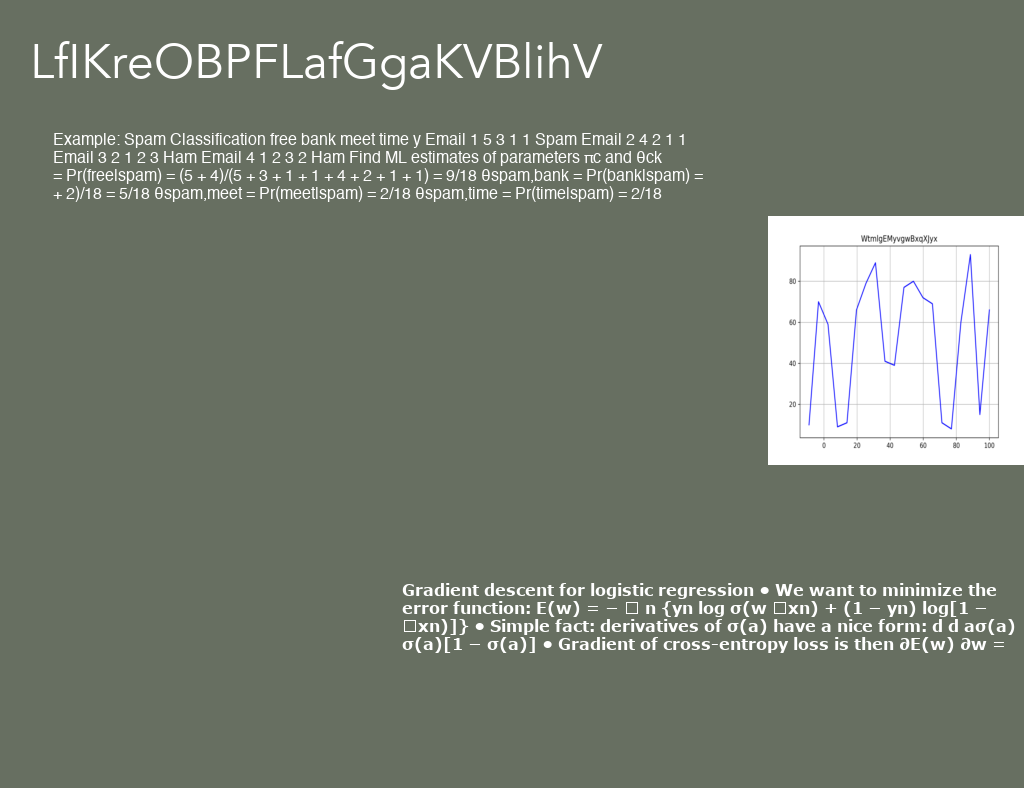 LfIKreOBPFLafGgaKVBlihV
Example: Spam Classification free bank meet time y Email 1 5 3 1 1 Spam Email 2 4 2 1 1
Email 3 2 1 2 3 Ham Email 4 1 2 3 2 Ham Find ML estimates of parameters πc and θck
= Pr(free|spam) = (5 + 4)/(5 + 3 + 1 + 1 + 4 + 2 + 1 + 1) = 9/18 θspam,bank = Pr(bank|spam) =
+ 2)/18 = 5/18 θspam,meet = Pr(meet|spam) = 2/18 θspam,time = Pr(time|spam) = 2/18
WtmIgEMyvgwBxqXJyx
80
60
40
20
0 20 40 60 80 100
Gradient descent for logistic regression • We want to minimize the
error function: E(w) = − □ n {yn log σ(w □xn) + (1 − yn) log[1 −
□xn)]} • Simple fact: derivatives of σ(a) have a nice form: d d aσ(a)
σ(a)[1 − σ(a)] • Gradient of cross-entropy loss is then ∂E(w) ∂w =